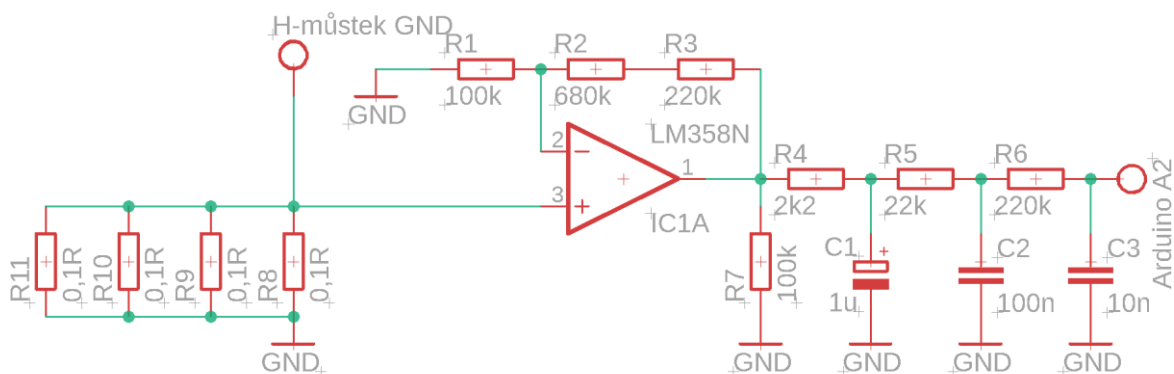 H-můstek GND
R1
R2
R3
100k
680k
220k
GND
LM358N
2
1
3
IC1A
R4
R5
R6
2k2
22k
220k
Arduino A2
R11
0,1R
R10
0,1R
R9
0,1R
R8
0,1R
R7
100k
C1
+
1u
C2
100n
C3
10n
GND
GND
GND
GND
GND